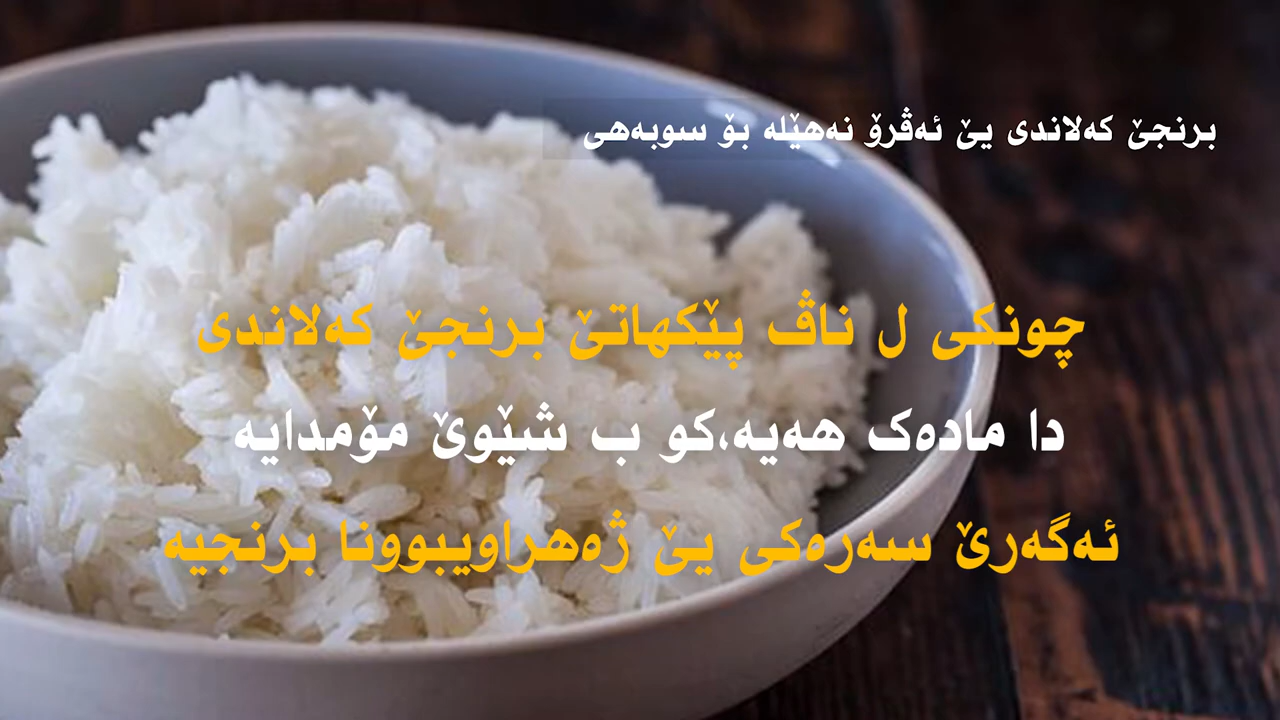 برنجێ کەلاندی یێ ئەڤرۆ نەهێلە بۆ سوبەهی
چونکی ل ناڤ پێکهاتێ برنجێ کەلاندی
دا مادەک هەیە،کو ب شێوێ مۆمدایە
ئەگەرێ سەرەکی یێ ژەهراویبوونا برنجیە